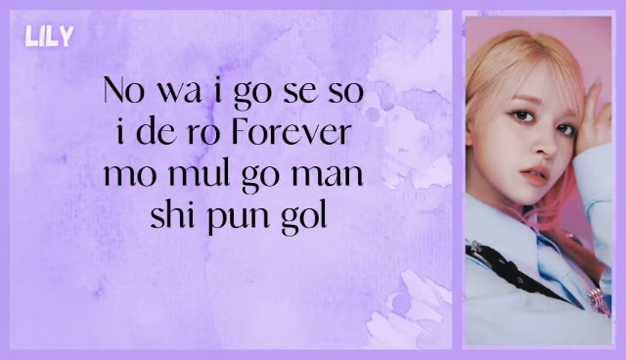 LILY
No wa i go se so
i de ro Forever
mo mul go man
shi pun gol